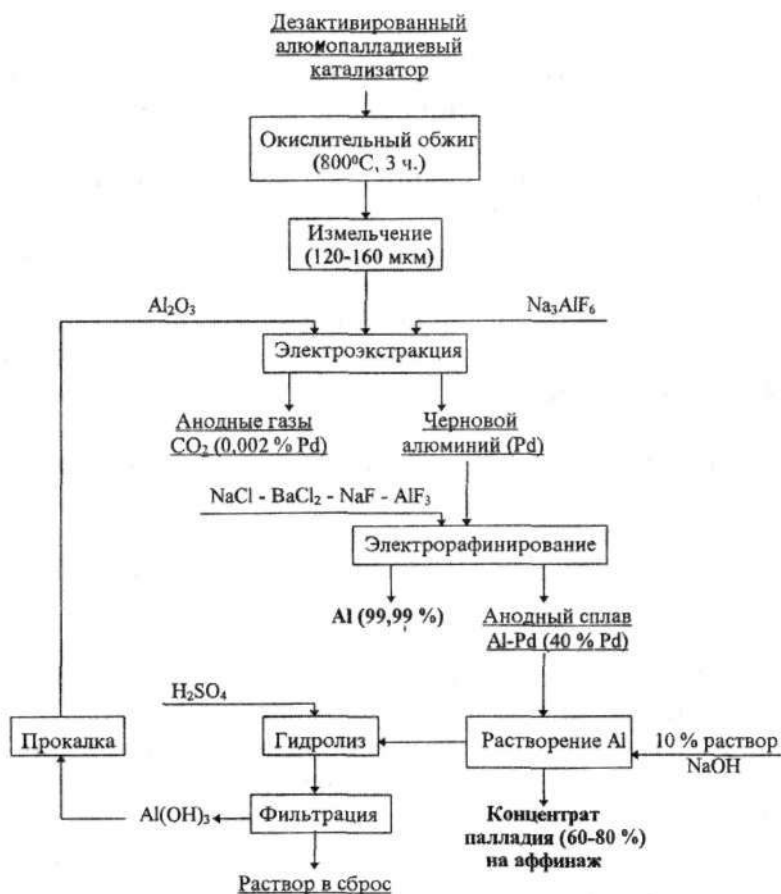 Дезактивированный
алюмопалладиевый
катализатор
Окислительный обжиг
(800⁰С, 3 ч.)
Измельчение
(120-160 мкм)
Al₂O₃
Na₃AlF₆
Электроэкстракция
Анодные газы
CO₂ (0,002 % Pd)
Черновой
алюминий (Pd)
NaCl - BaCl₂ - NaF - AlF₃
Электрорафинирование
Al (99,99 %)
Анодный сплав
Al-Pd (40 % Pd)
H₂SO₄
Прокалка
Гидролиз
Растворение Al
10 % раствор
NaOH
Al(OH)₃
Фильтрация
Концентрат
палладия (60-80 %)
на аффинаж
Раствор в сброс